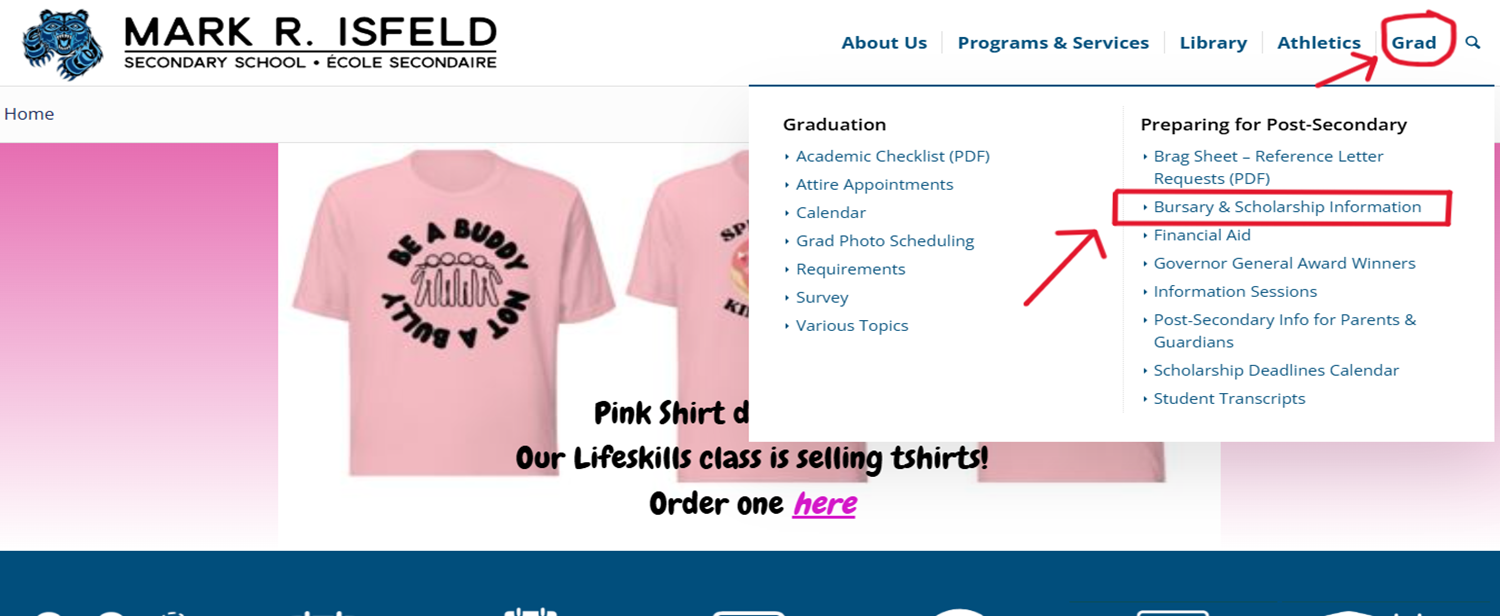 MARK R. ISFELD
SECONDARY SCHOOL • ÉCOLE SECONDAIRE
About Us
Programs & Services
Library
Athletics
Grad
Home
Graduation
Academic Checklist (PDF)
Attire Appointments
Calendar
Grad Photo Scheduling
Requirements
Survey
Various Topics
Preparing for Post-Secondary
Brag Sheet – Reference Letter
Requests (PDF)
Bursary & Scholarship Information
Financial Aid
Governor General Award Winners
Information Sessions
Post-Secondary Info for Parents &
Guardians
Scholarship Deadlines Calendar
Student Transcripts
BE A BUDDY
NOT A BULLY
Pink Shirt
Our Lifeskills class is selling tshirts!
Order one here